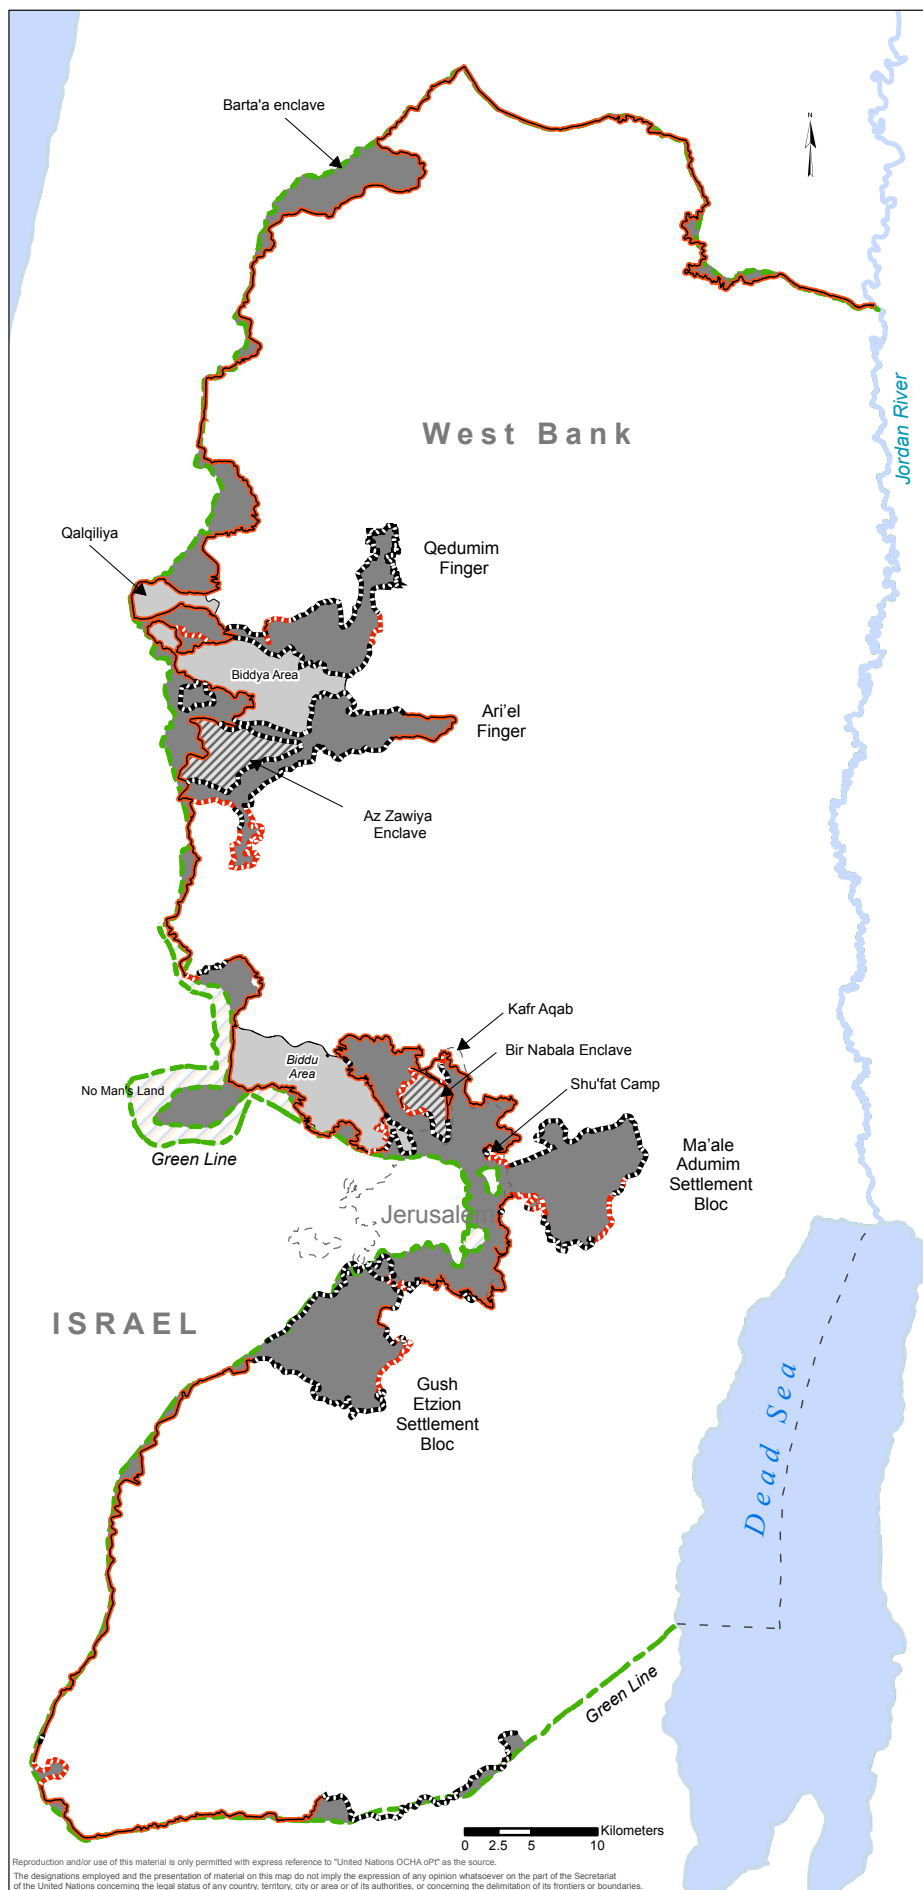 N
Barta'a enclave
Jordan River
West Bank
Qalqiliya
Qedumim
Finger
Biddya Area
Ari'el
Finger
Az Zawiya
Enclave
Kafr Aqab
Bir Nabala Enclave
Biddu
Area
Shu'fat Camp
No Man's Land
Green Line
Ma'ale
Adumim
Settlement
Bloc
Jerusalem
ISRAEL
Gush
Etzion
Settlement
Bloc
Dead Sea
Green Line
Kilometers
0 2.5 5 10
Reproduction and/or use of this material is only permitted with express reference to "United Nations OCHA oPt" as the source.
The designations employed and the presentation of material on this map do not imply the expression of any opinion whatsoever on the part of the Secretariat
of the United Nations concerning the legal status of any country, territory, city or area or of its authorities, or concerning the delimitation of its frontiers or boundaries.